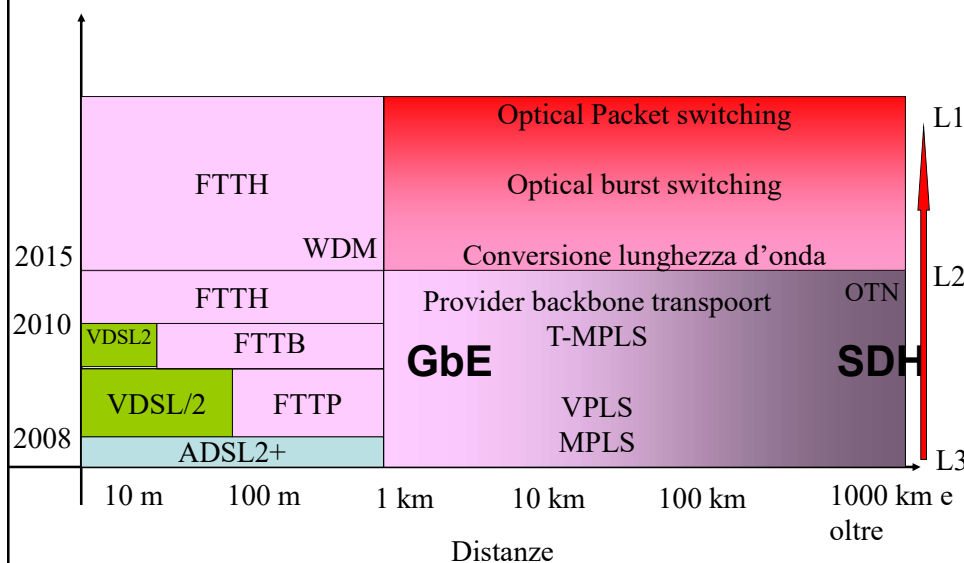 Optical Packet switching
L1
FTTH
Optical burst switching
WDM
Conversione lunghezza d'onda
2015
L2
FTTH
Provider backbone transpoort
OTN
2010
T-MPLS
VDSL2
FTTB
GbE
SDH
VDSL/2
FTTP
VPLS
2008
MPLS
ADSL2+
L3
10 m
100 m
1 km
10 km
100 km
1000 km e
oltre
Distanze